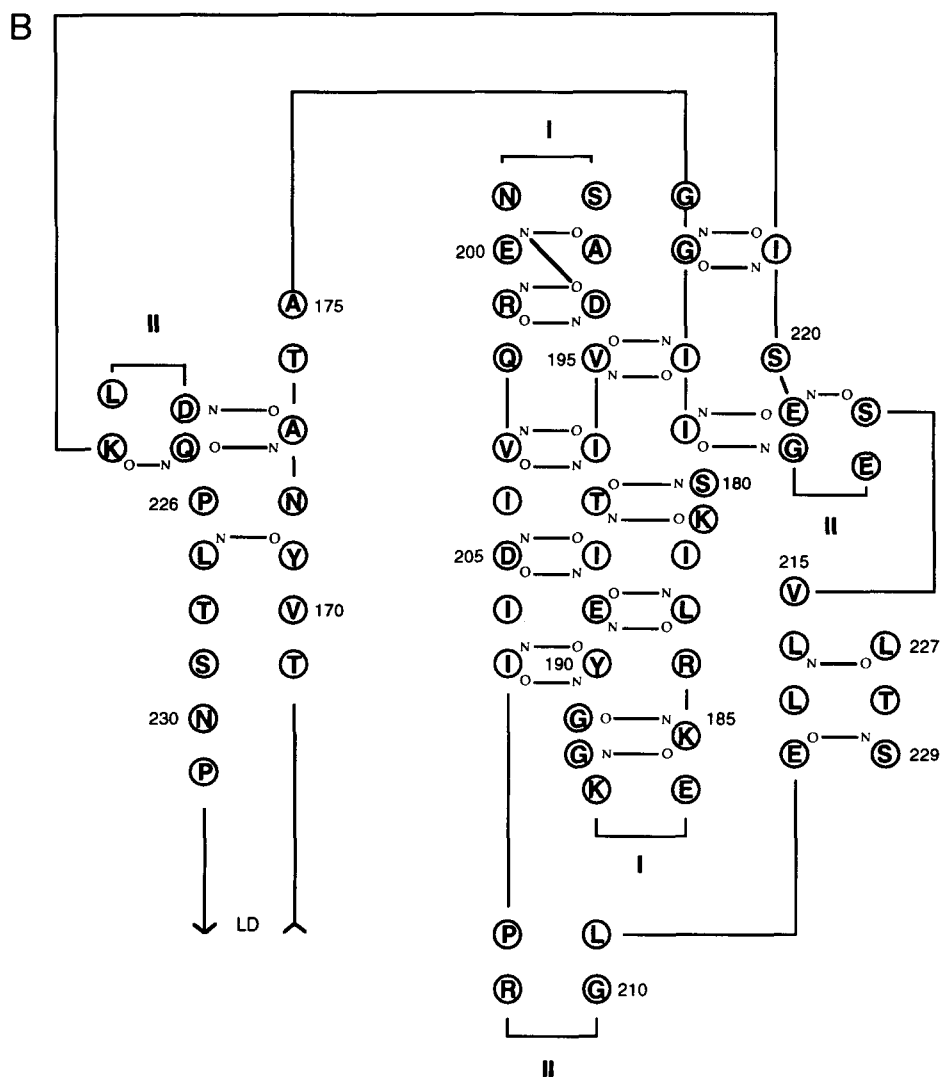 B
I
N S G
N O N O
200 E A G I
O N
A 175 N O
R D
O N
II T Q 195 V O N I S 220
N O
L D N O A I N O E N O S
K O N Q O N V O N I O N G E
N O
226 P N I T O N S 180
N O K II
L N O Y 205 D N O I I 215
O N V
T V 170 I E O N L L L 227
N O N O
S T I N O 190 Y R L T
O N
230 N G O N K 185 E O N S 229
P G N O
K E
I
LD P L
R G 210
II